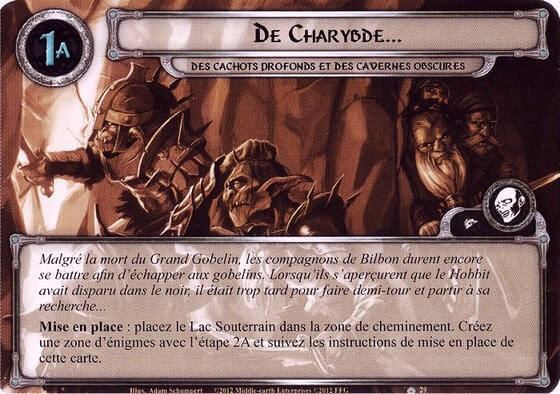 1A
DE CHARYBDE...
DES CACHOTS PROFONDS ET DES CAVERNES OBSCURES
Malgré la mort du Grand Gobelin, les compagnons de Bilbon durent encore
se battre afin d'échapper aux gobelins. Lorsqu'ils s'aperçurent que le Hobbit
avait disparu dans le noir, il était trop tard pour faire demi-tour et partir à sa
recherche...
Mise en place : placez le Lac Souterrain dans la zone de cheminement. Créez
une zone d'énigmes avec l'étape 2A et suivez les instructions de mise en place de
cette carte.
Illus. Adam Schumpert ©2012 Middle-earth Enterprises ©2012 FFG 29